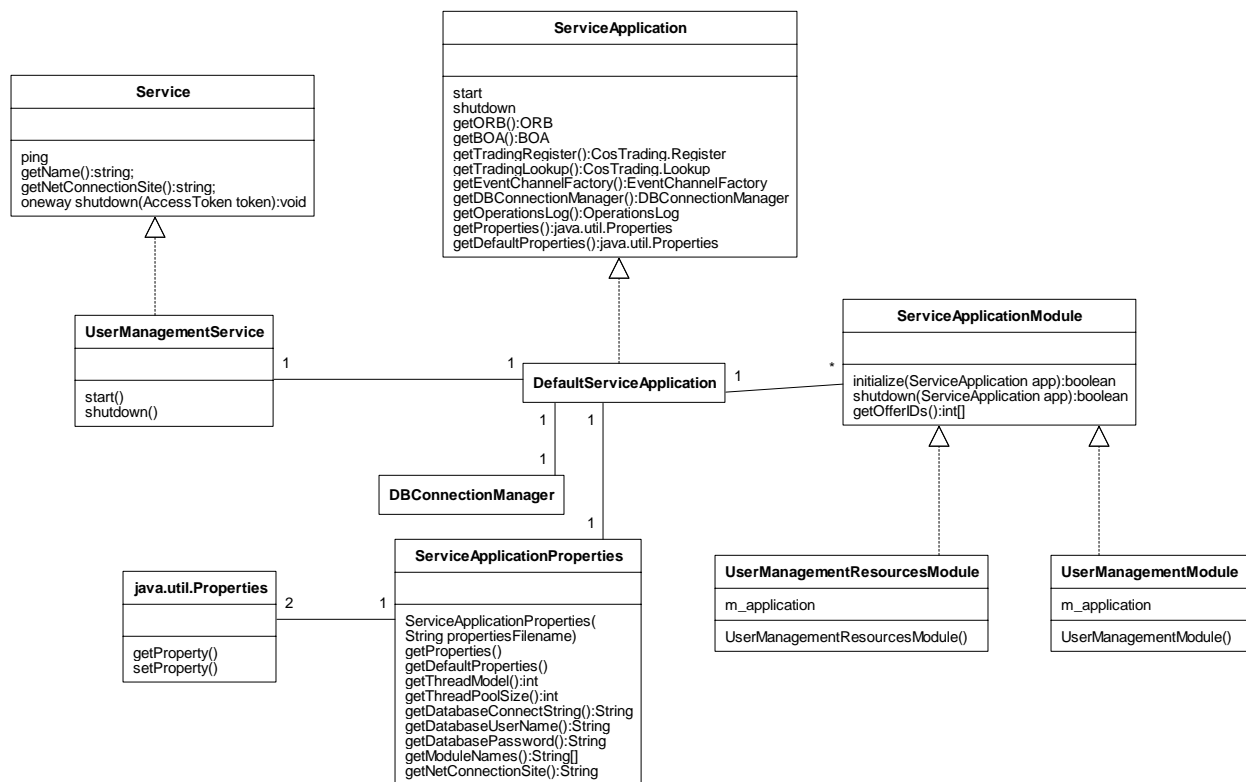 ServiceApplication
start
shutdown
getORB():ORB
getBOA():BOA
getTradingRegister():CosTrading.Register
getTradingLookup():CosTrading.Lookup
getEventChannelFactory():EventChannelFactory
getDBConnectionManager():DBConnectionManager
getOperationsLog():OperationsLog
getProperties():java.util.Properties
getDefaultProperties():java.util.Properties
Service
ping
getName():string;
getNetConnectionSite():string;
oneway shutdown(AccessToken token):void
UserManagementService
start()
shutdown()
1
1
DefaultServiceApplication
1
*
ServiceApplicationModule
initialize(ServiceApplication app):boolean
shutdown(ServiceApplication app):boolean
getOfferIDs():int[]
1
1
1
DBConnectionManager
1
ServiceApplicationProperties
ServiceApplicationProperties(
String propertiesFilename)
getProperties()
getDefaultProperties()
getThreadModel():int
getThreadPoolSize():int
getDatabaseConnectString():String
getDatabaseUserName():String
getDatabasePassword():String
getModuleNames():String[]
getNetConnectionSite():String
java.util.Properties
getProperty()
setProperty()
2
1
UserManagementResourcesModule
m_application
UserManagementResourcesModule()
UserManagementModule
m_application
UserManagementModule()